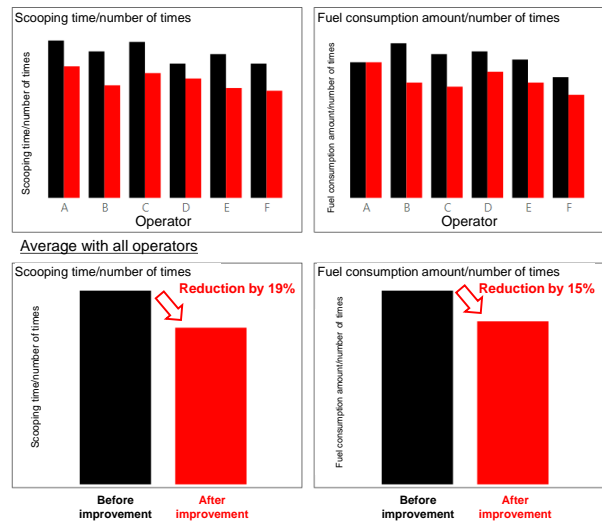 Scooping time/number of times
Scooping time/number of times
A B C D E F
Operator
Fuel consumption amount/number of times
Fuel consumption amount/number of times
A B C D E F
Operator
Average with all operators
Scooping time/number of times
Reduction by 19%
Scooping time/number of times
Before
improvement
After
improvement
Fuel consumption amount/number of times
Reduction by 15%
Fuel consumption amount/number of times
Before
improvement
After
improvement